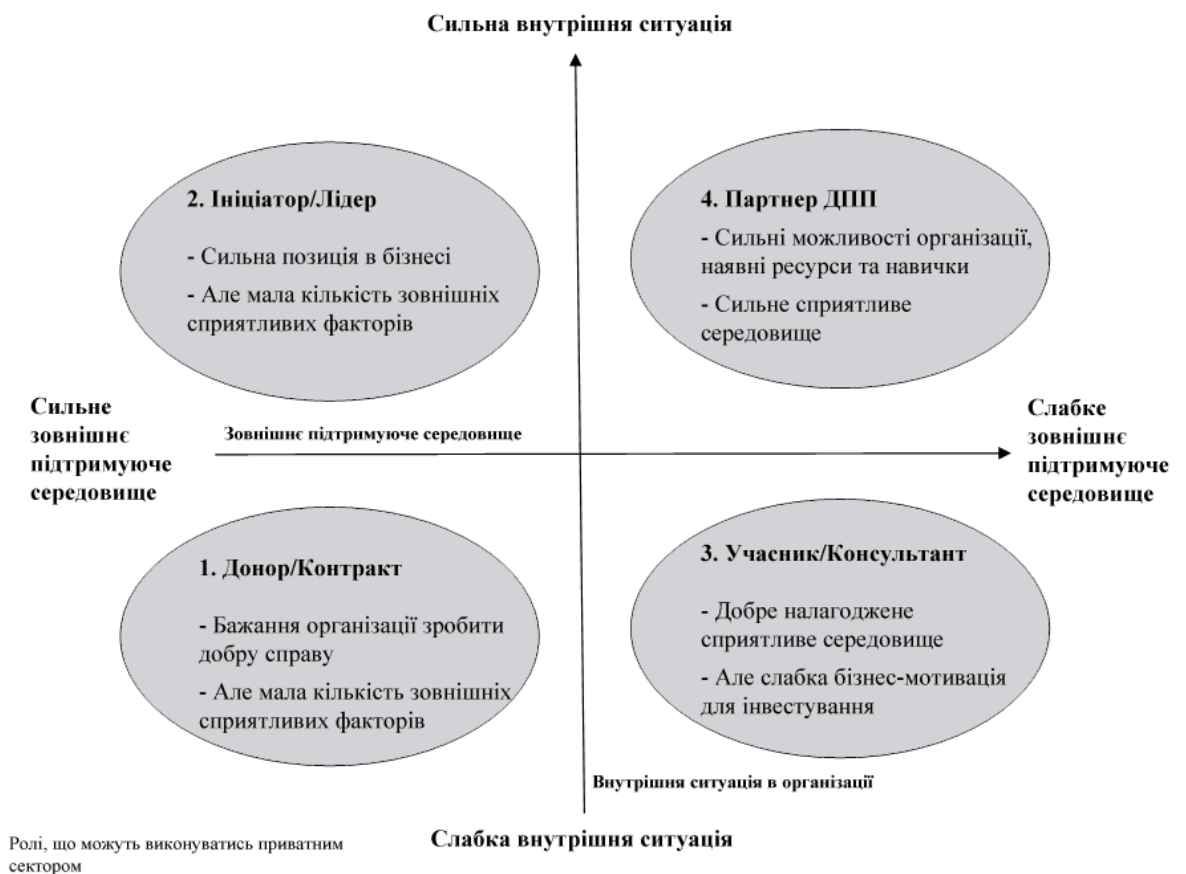 Сильна внутрішня ситуація
2. Ініціатор/Лідер
- Сильна позиція в бізнесі
- Але мала кількість зовнішніх
сприятливих факторів
4. Партнер ДПП
- Сильні можливості організації,
наявні ресурси та навички
- Сильне сприятливе
середовище
Сильне
зовнішнє
підтримуюче
середовище
Зовнішнє підтримуюче середовище
Слабке
зовнішнє
підтримуюче
середовище
1. Донор/Контракт
- Бажання організації зробити
добру справу
- Але мала кількість зовнішніх
сприятливих факторів
3. Учасник/Консультант
- Добре налагоджене
сприятливе середовище
- Але слабка бізнес-мотивація
для інвестування
Внутрішня ситуація в організації
Слабка внутрішня ситуація
Ролі, що можуть виконуватись приватним
сектором